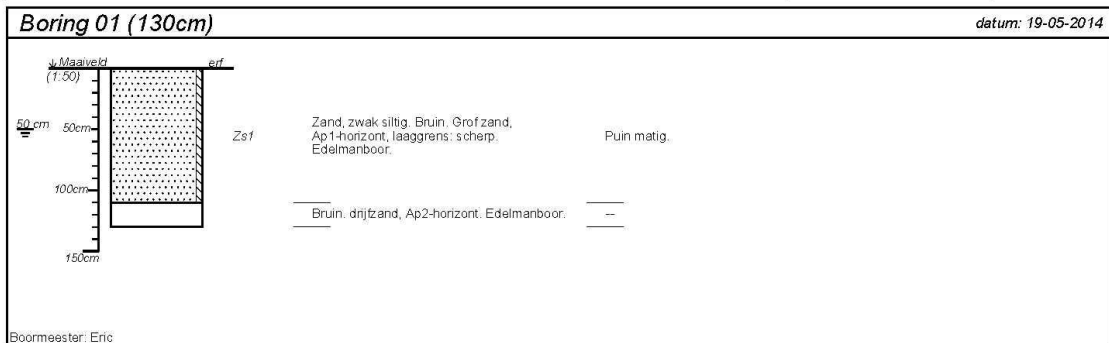 Boring 01 (130cm)
datum: 19-05-2014
Maaiveld
erf
(1:50)
50 cm
50cm
Zs1
Zand, zwak siltig. Bruin. Grof zand,
Ap1-horizont, laaggrens: scherp.
Edelmanboor.
Puin matig.
100cm
Bruin. drijfzand, Ap2-horizont. Edelmanboor.
--
150cm
Boormeester: Eric